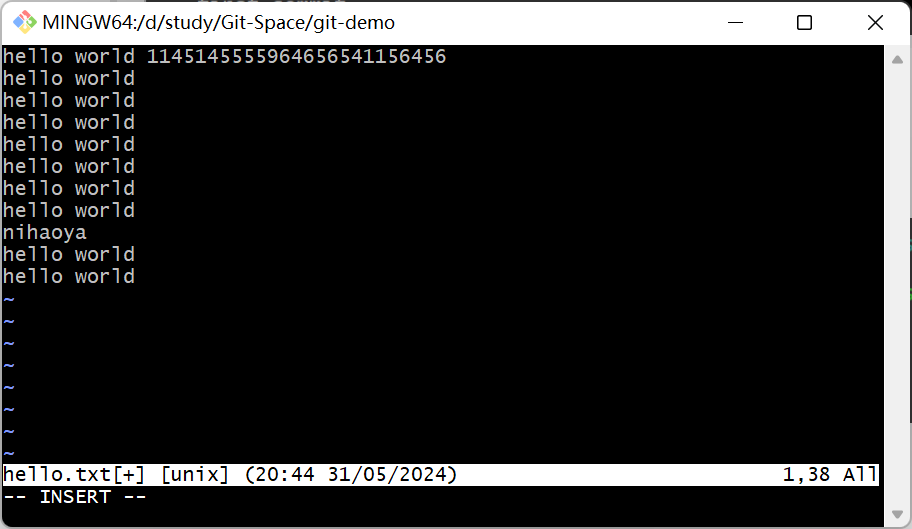 MINGW64:/d/study/Git-Space/git-demo
hello world 1145145555964656541156456
hello world
hello world
hello world
hello world
hello world
hello world
hello world
nihaoya
hello world
hello world
~
~
~
~
~
~
~
~
hello.txt[+] [unix] (20:44 31/05/2024) 1,38 All
-- INSERT --